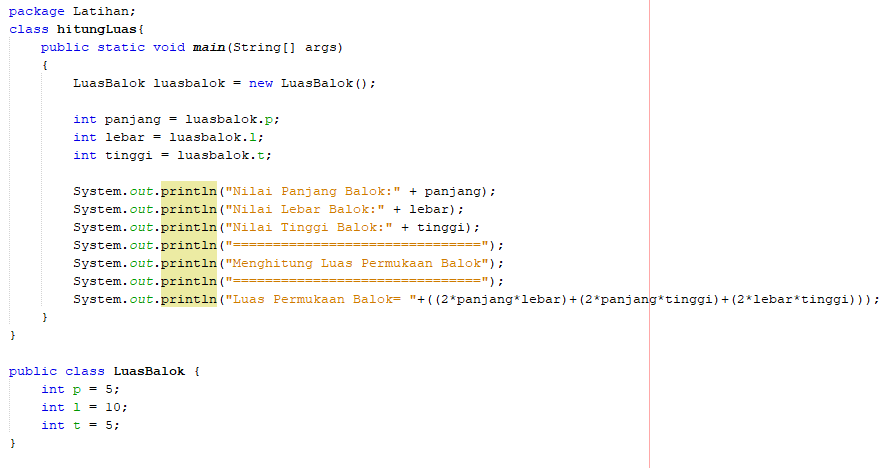 package Latihan;
class hitungLuas{
    public static void main(String[] args)
    {
        LuasBalok luasbalok = new LuasBalok();

        int panjang = luasbalok.p;
        int lebar = luasbalok.l;
        int tinggi = luasbalok.t;

        System.out.println("Nilai Panjang Balok:" + panjang);
        System.out.println("Nilai Lebar Balok:" + lebar);
        System.out.println("Nilai Tinggi Balok:" + tinggi);
        System.out.println("===============================");
        System.out.println("Menghitung Luas Permukaan Balok");
        System.out.println("===============================");
        System.out.println("Luas Permukaan Balok= "+((2*panjang*lebar)+(2*panjang*tinggi)+(2*lebar*tinggi)));
    }
}

public class LuasBalok {
    int p = 5;
    int l = 10;
    int t = 5;
}